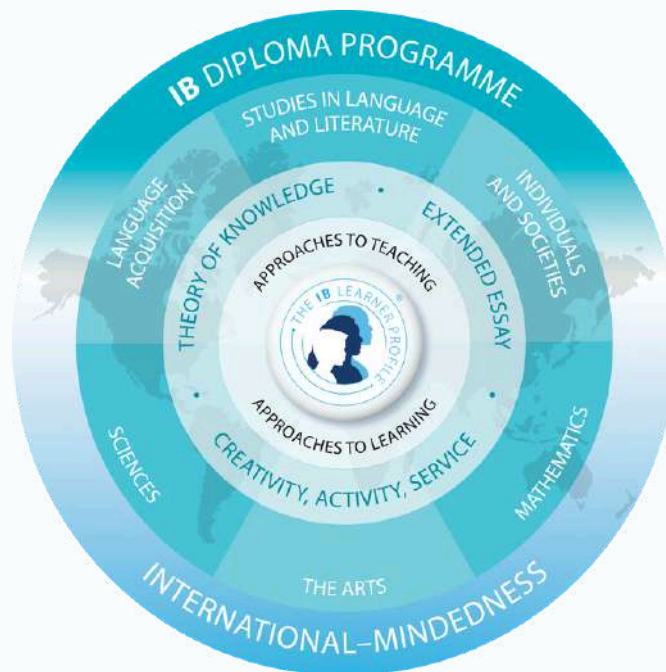 IB DIPLOMA PROGRAMME
STUDIES IN LANGUAGE
AND LITERATURE
LANGUAGE
ACQUISITION
INDIVIDUALS
AND SOCIETIES
THEORY OF KNOWLEDGE
•
EXTENDED ESSAY
•
APPROACHES TO TEACHING
THE IB LEARNER PROFILE
®
APPROACHES TO LEARNING
•
CREATIVITY, ACTIVITY, SERVICE
SCIENCES
MATHEMATICS
THE ARTS
INTERNATIONAL–MINDEDNESS